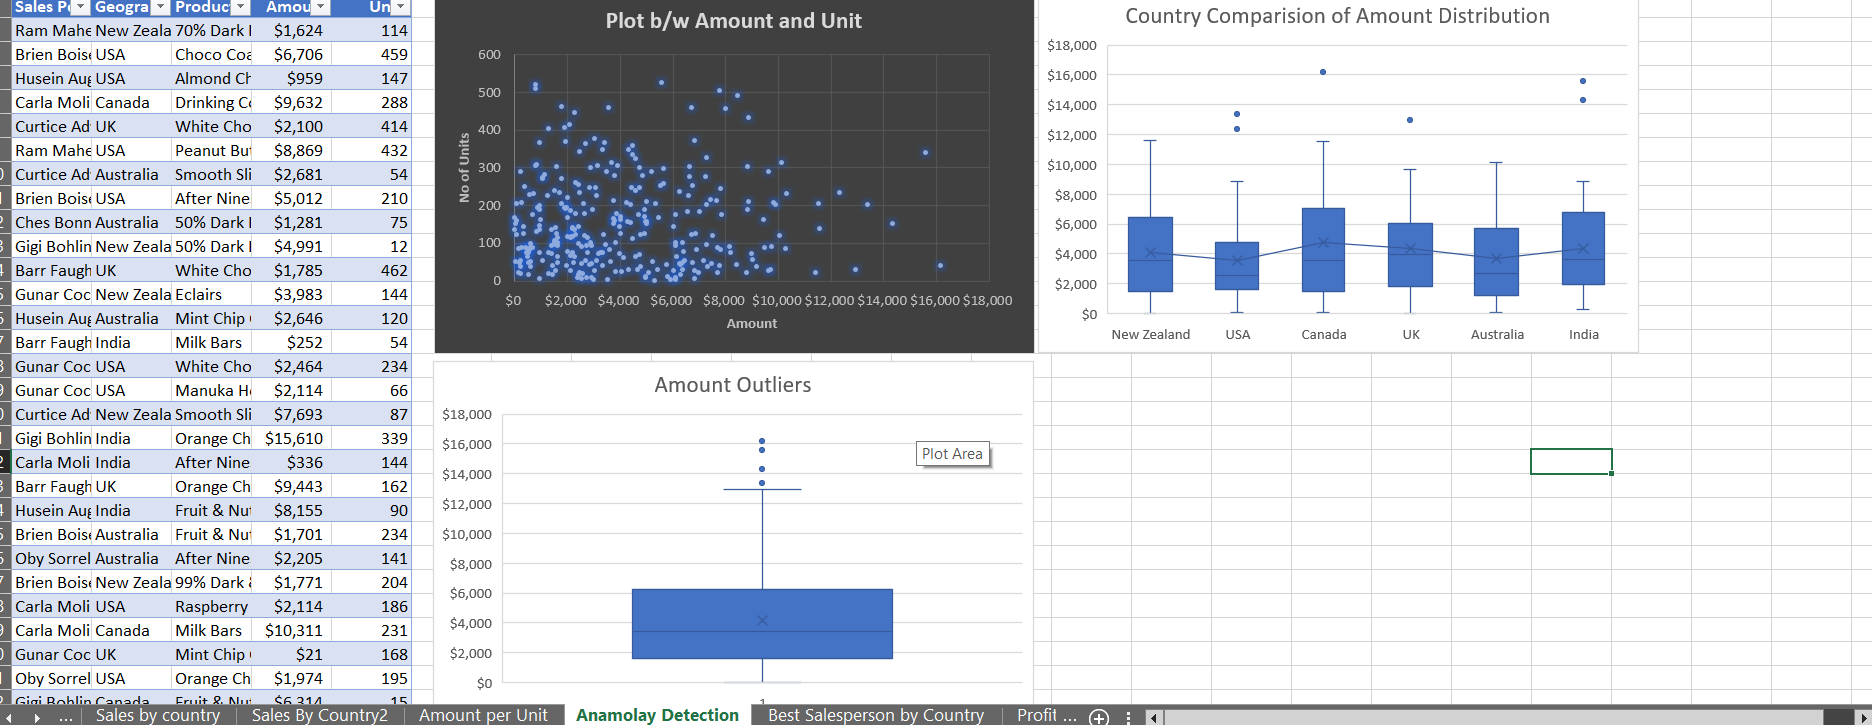 Sales P Geogra Produc Amou Un
Ram Mahe New Zeala 70% Dark $1,624 114
Brien Bois USA Choco Coa $6,706 459
Husein Aug USA Almond Ch $959 147
Carla Moli Canada Drinking Co $9,632 288
Curtice Ad UK White Cho $2,100 414
Ram Mahe USA Peanut But $8,869 432
Curtice Ad Australia Smooth Sli $2,681 54
Brien Bois USA After Nine $5,012 210
Ches Bonn Australia 50% Dark $1,281 75
Gigi Bohlin New Zeala 50% Dark $4,991 12
Barr Faugh UK White Cho $1,785 462
Gunar Coc New Zeala Eclairs $3,983 144
Husein Aug Australia Mint Chip $2,646 120
Barr Faugh India Milk Bars $252 54
Gunar Coc USA White Cho $2,464 234
Gunar Coc USA Manuka H $2,114 66
Curtice Ad New Zeala Smooth Sli $7,693 87
Gigi Bohlin India Orange Ch $15,610 339
Carla Moli India After Nine $336 144
Barr Faugh UK Orange Ch $9,443 162
Husein Aug India Fruit & Nut $8,155 90
Brien Bois Australia Fruit & Nut $1,701 234
Oby Sorrel Australia After Nine $2,205 141
Brien Bois New Zeala 99% Dark $1,771 204
Carla Moli USA Raspberry $2,114 186
Carla Moli Canada Milk Bars $10,311 231
Gunar Coc UK Mint Chip $21 168
Oby Sorrel USA Orange Ch $1,974 195
Gigi Bohlin Canada Fruit & Nut $6,314 15
Plot b/w Amount and Unit
No of Units
600
500
400
300
200
100
0
$0 $2,000 $4,000 $6,000 $8,000 $10,000 $12,000 $14,000 $16,000 $18,000
Amount
Country Comparision of Amount Distribution
$18,000
$16,000
$14,000
$12,000
$10,000
$8,000
$6,000
$4,000
$2,000
$0
New Zealand USA Canada UK Australia India
Amount Outliers
$18,000
$16,000
$14,000
$12,000
$10,000
$8,000
$6,000
$4,000
$2,000
$0
1
Plot Area
... Sales by country Sales By Country2 Amount per Unit Anamolay Detection Best Salesperson by Country Profit ...